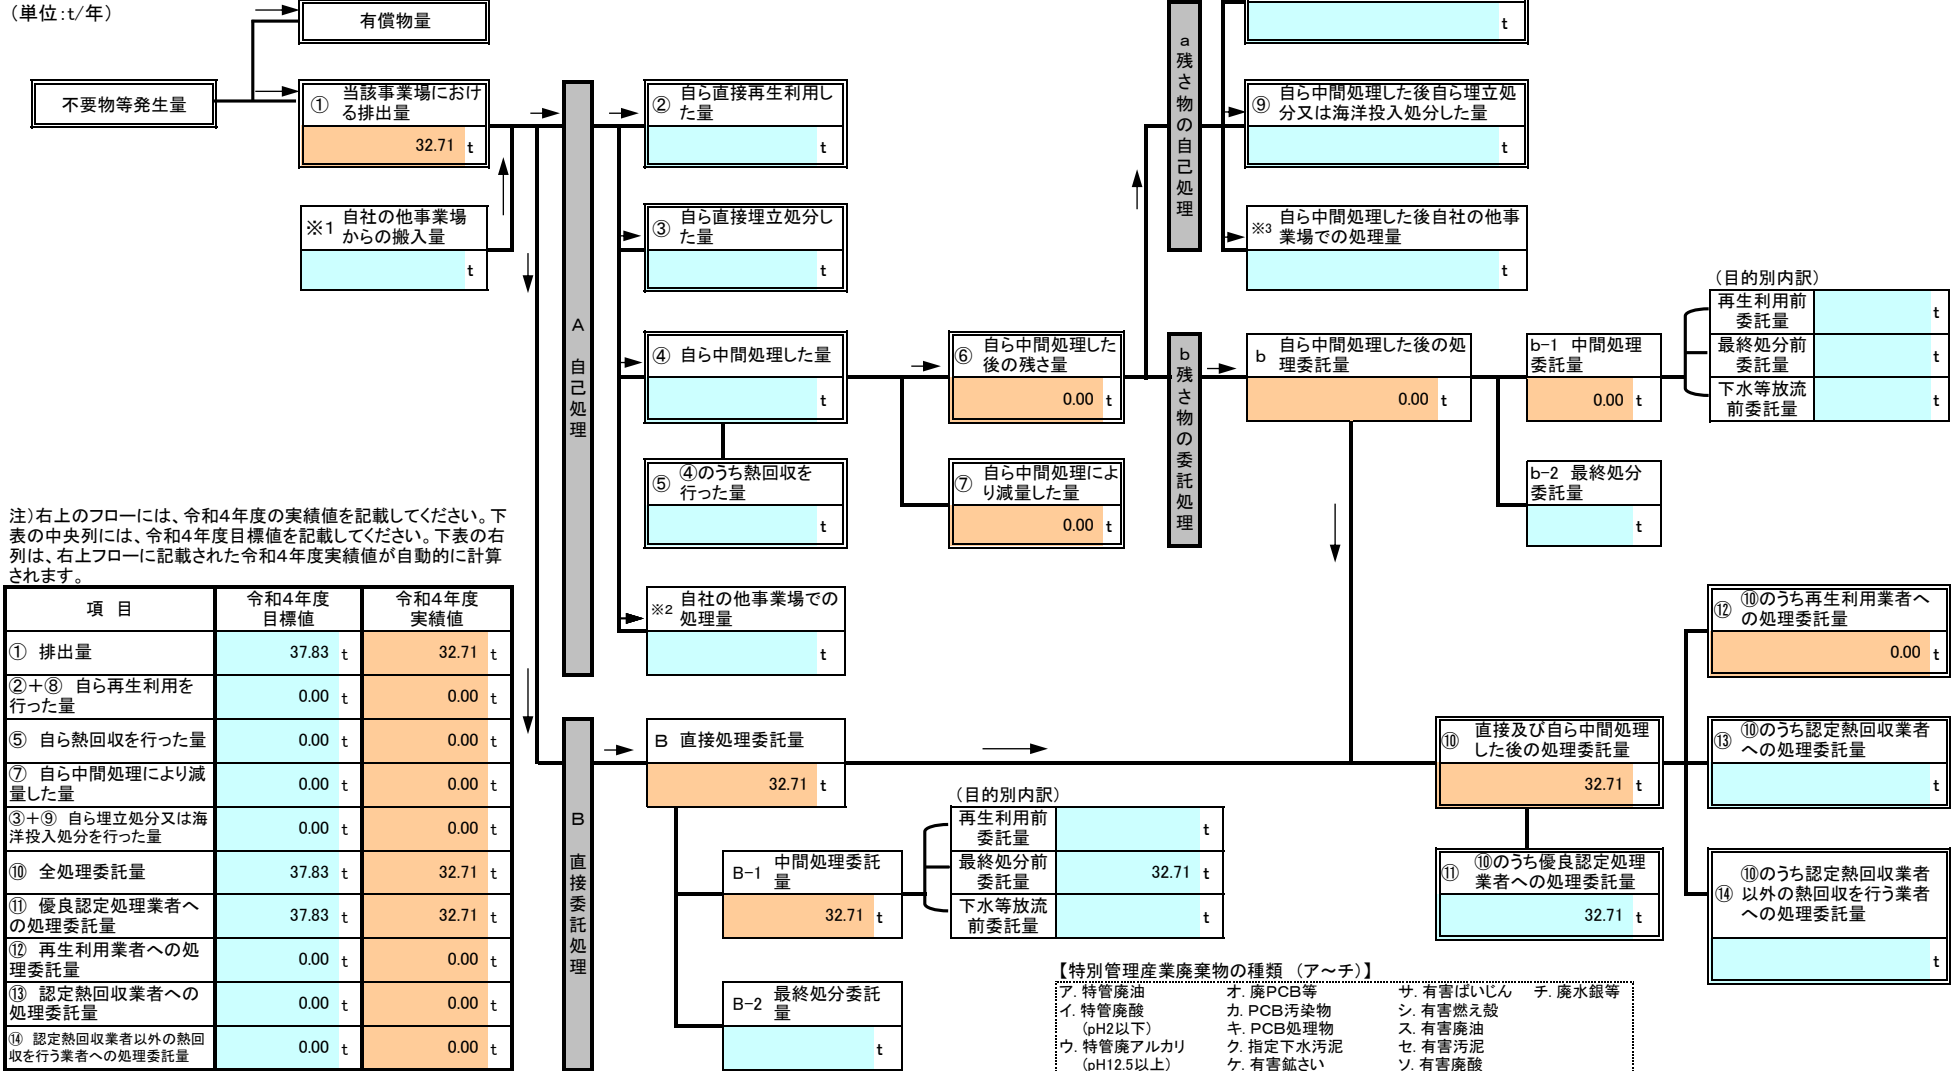 （単位：t/年）
有償物量
t
不要物等発生量
① 当該事業場におけ
る排出量
32.71 t
※1 自社の他事業場
からの搬入量
t
A 自己処理
② 自ら直接再生利用し
た量
t
③ 自ら直接埋立処分し
た量
t
④ 自ら中間処理した量
t
⑤ ④のうち熱回収を
行った量
t
※2 自社の他事業場での
処理量
t
⑥ 自ら中間処理した
後の残さ量
0.00 t
⑦ 自ら中間処理によ
り減量した量
0.00 t
a 残さ物の自己処理
⑨ 自ら中間処理した後自ら埋立処
分又は海洋投入処分した量
t
※3 自ら中間処理した後自社の他事
業場での処理量
t
b 残さ物の委託処理
b 自ら中間処理した後の処
理委託量
0.00 t
b-1 中間処理
委託量
0.00 t
b-2 最終処分
委託量
t
（目的別内訳）
再生利用前
委託量 t
最終処分前
委託量 t
下水等放流
前委託量 t
注）右上のフローには、令和４年度の実績値を記載してください。下
表の中央列には、令和４年度目標値を記載してください。下表の右
列は、右上フローに記載された令和４年度実績値が自動的に計算
されます。
項 目 令和４年度
目標値 令和４年度
実績値
① 排出量 37.83 t 32.71 t
②＋⑧ 自ら再生利用を
行った量 0.00 t 0.00 t
⑤ 自ら熱回収を行った量 0.00 t 0.00 t
⑦ 自ら中間処理により減
量した量 0.00 t 0.00 t
③＋⑨ 自ら埋立処分又は海
洋投入処分を行った量 0.00 t 0.00 t
⑩ 全処理委託量 37.83 t 32.71 t
⑪ 優良認定処理業者へ
の処理委託量 37.83 t 32.71 t
⑫ 再生利用業者への処
理委託量 0.00 t 0.00 t
⑬ 認定熱回収業者への
処理委託量 0.00 t 0.00 t
⑭ 認定熱回収業者以外の熱回
収を行う業者への処理委託量 0.00 t 0.00 t
B 直接委託処理
B 直接処理委託量
32.71 t
B-1 中間処理委託
量
32.71 t
B-2 最終処分委託
量
t
（目的別内訳）
再生利用前
委託量 t
最終処分前
委託量 32.71 t
下水等放流
前委託量 t
⑩ 直接及び自ら中間処理
した後の処理委託量
32.71 t
⑪ ⑩のうち優良認定処理
業者への処理委託量
32.71 t
⑫ ⑩のうち再生利用業者へ
の処理委託量
0.00 t
⑬ ⑩のうち認定熱回収業者
への処理委託量
t
⑭ ⑩のうち認定熱回収業者
以外の熱回収を行う業者
への処理委託量
t
【特別管理産業廃棄物の種類 （ア～チ）】
ア．特管廃油 オ．廃PCB等 サ．有害ばいじん チ．廃水銀等
イ．特管廃酸 カ．PCB汚染物 シ．有害燃え殻
（pH2以下） キ．PCB処理物 ス．有害廃油
ウ．特管廃アルカリ ク．指定下水汚泥 セ．有害汚泥
（pH12.5以上） ケ．有害鉱さい ソ．有害廃酸